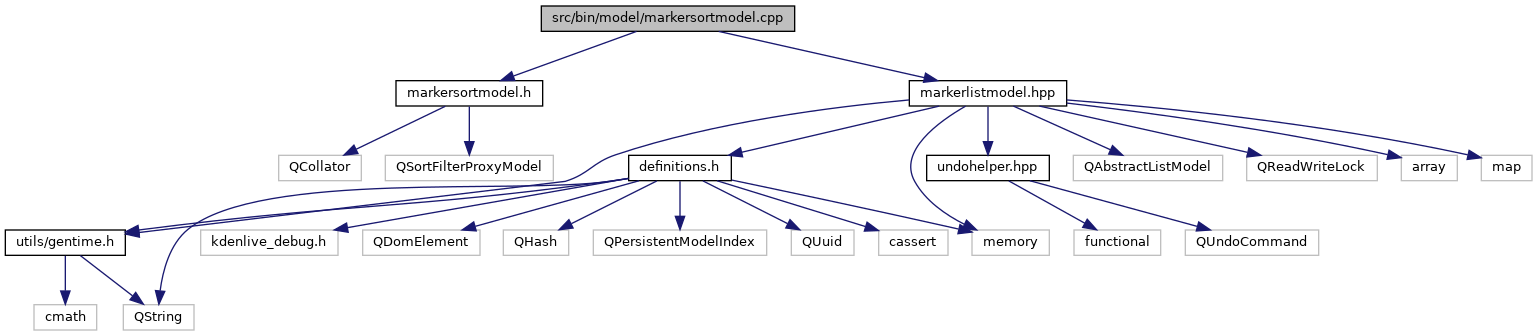 src/bin/model/markersortmodel.cpp
markersortmodel.h
markerlistmodel.hpp
QCollator
QSortFilterProxyModel
definitions.h
undohelper.hpp
QAbstractListModel
QReadWriteLock
array
map
utils/gentime.h
kdenlive_debug.h
QDomElement
QHash
QPersistentModelIndex
QUuid
cassert
memory
functional
QUndoCommand
cmath
QString